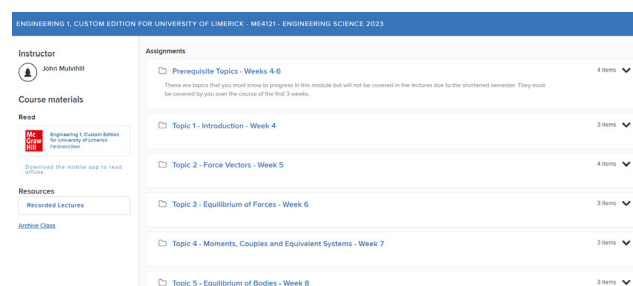 ENGINEERING 1, CUSTOM EDITION FOR UNIVERSITY OF LIMERICK - ME4121 - ENGINEERING SCIENCE 2023
Instructor
John Mulvihill
Course materials
Read
Mc
Graw
Hill
Engineering 1, Custom Edition
for University of Limerick
Ferdinand Beer
Download the mobile app to read
offline.
Resources
Recorded Lectures
Archive Class
Assignments
Prerequisite Topics - Weeks 4-6
4 items
These are topics that you must know to progress in this module but will not be covered in the lectures due to the shortened semester. They must
be covered by you over the course of the first 3 weeks.
Topic 1 - Introduction - Week 4
3 items
Topic 2 - Force Vectors - Week 5
4 items
Topic 3 - Equilibrium of Forces - Week 6
3 items
Topic 4 - Moments, Couples and Equivalent Systems - Week 7
3 items
Topic 5 - Equilibrium of Bodies - Week 8
3 items